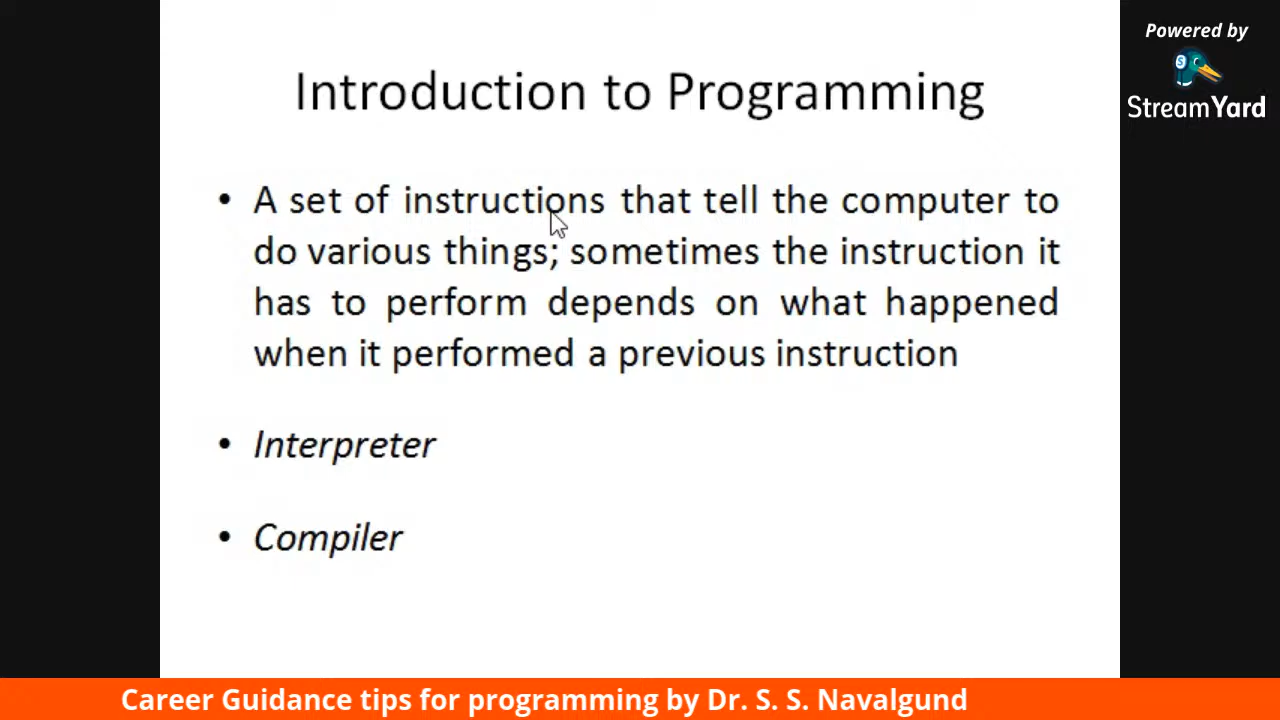 Powered by
StreamYard
Introduction to Programming
• A set of instructions that tell the computer to
do various things; sometimes the instruction it
has to perform depends on what happened
when it performed a previous instruction
• Interpreter
• Compiler
Career Guidance tips for programming by Dr. S. S. Navalgund